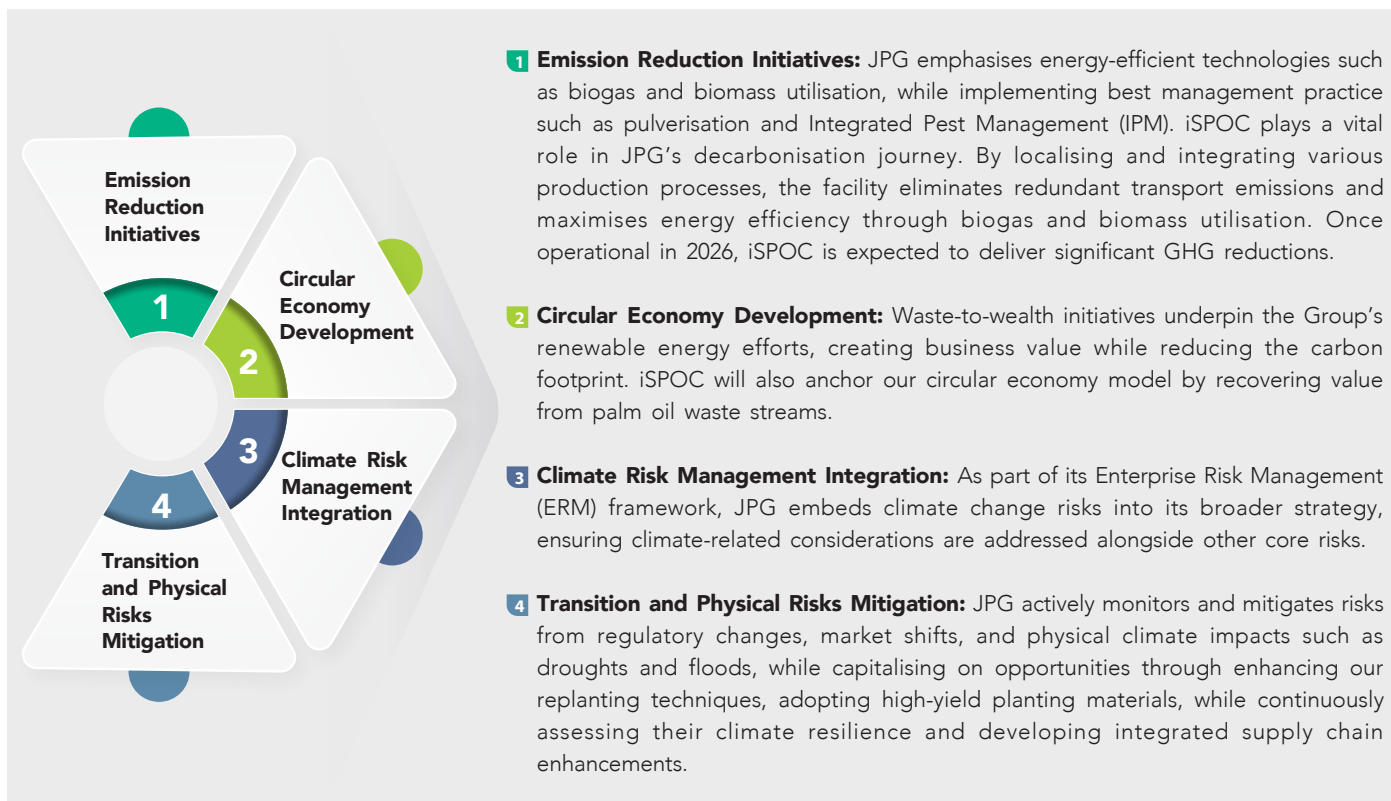 Emission
Reduction
Initiatives
1
Circular
Economy
Development
2
3
Climate Risk
Management
Integration
4
Transition
and Physical
Risks
Mitigation
1 Emission Reduction Initiatives: JPG emphasises energy-efficient technologies such
as biogas and biomass utilisation, while implementing best management practice
such as pulverisation and Integrated Pest Management (IPM). iSPOC plays a vital
role in JPG's decarbonisation journey. By localising and integrating various
production processes, the facility eliminates redundant transport emissions and
maximises energy efficiency through biogas and biomass utilisation. Once
operational in 2026, iSPOC is expected to deliver significant GHG reductions.
2 Circular Economy Development: Waste-to-wealth initiatives underpin the Group's
renewable energy efforts, creating business value while reducing the carbon
footprint. iSPOC will also anchor our circular economy model by recovering value
from palm oil waste streams.
3 Climate Risk Management Integration: As part of its Enterprise Risk Management
(ERM) framework, JPG embeds climate change risks into its broader strategy,
ensuring climate-related considerations are addressed alongside other core risks.
4 Transition and Physical Risks Mitigation: JPG actively monitors and mitigates risks
from regulatory changes, market shifts, and physical climate impacts such as
droughts and floods, while capitalising on opportunities through enhancing our
replanting techniques, adopting high-yield planting materials, while continuously
assessing their climate resilience and developing integrated supply chain
enhancements.